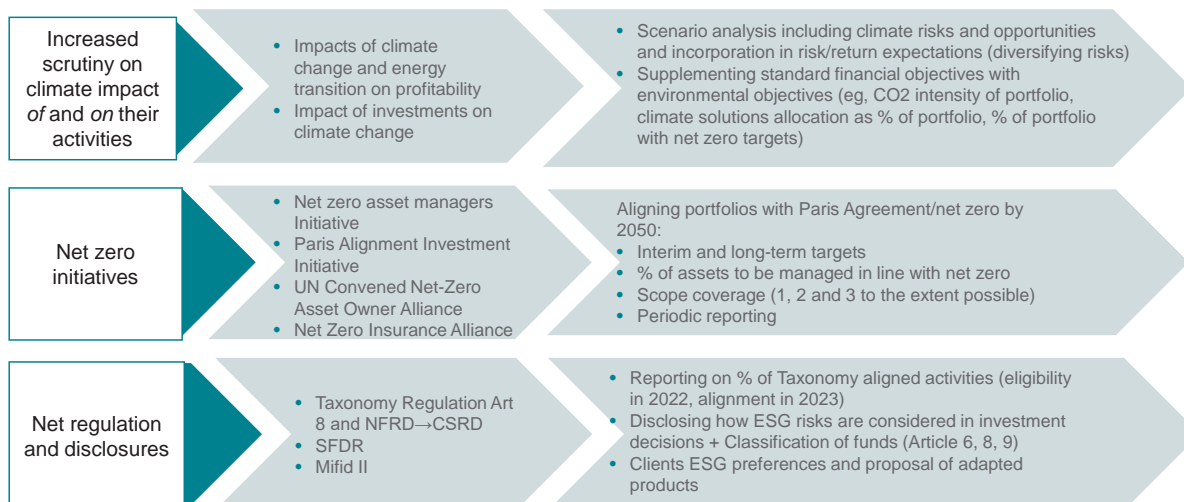 Increased
scrutiny on
climate impact
of and on their
activities
• Impacts of climate
change and energy
transition on profitability
• Impact of investments on
climate change
• Scenario analysis including climate risks and opportunities
and incorporation in risk/return expectations (diversifying risks)
• Supplementing standard financial objectives with
environmental objectives (eg, CO2 intensity of portfolio,
climate solutions allocation as % of portfolio, % of portfolio
with net zero targets)
Net zero
initiatives
• Net zero asset managers
Initiative
• Paris Alignment Investment
Initiative
• UN Convened Net-Zero
Asset Owner Alliance
• Net Zero Insurance Alliance
Aligning portfolios with Paris Agreement/net zero by
2050:
• Interim and long-term targets
• % of assets to be managed in line with net zero
• Scope coverage (1, 2 and 3 to the extent possible)
• Periodic reporting
Net regulation
and disclosures
• Taxonomy Regulation Art
8 and NFRD→CSRD
• SFDR
• Mifid II
• Reporting on % of Taxonomy aligned activities (eligibility
in 2022, alignment in 2023)
• Disclosing how ESG risks are considered in investment
decisions + Classification of funds (Article 6, 8, 9)
• Clients ESG preferences and proposal of adapted
products